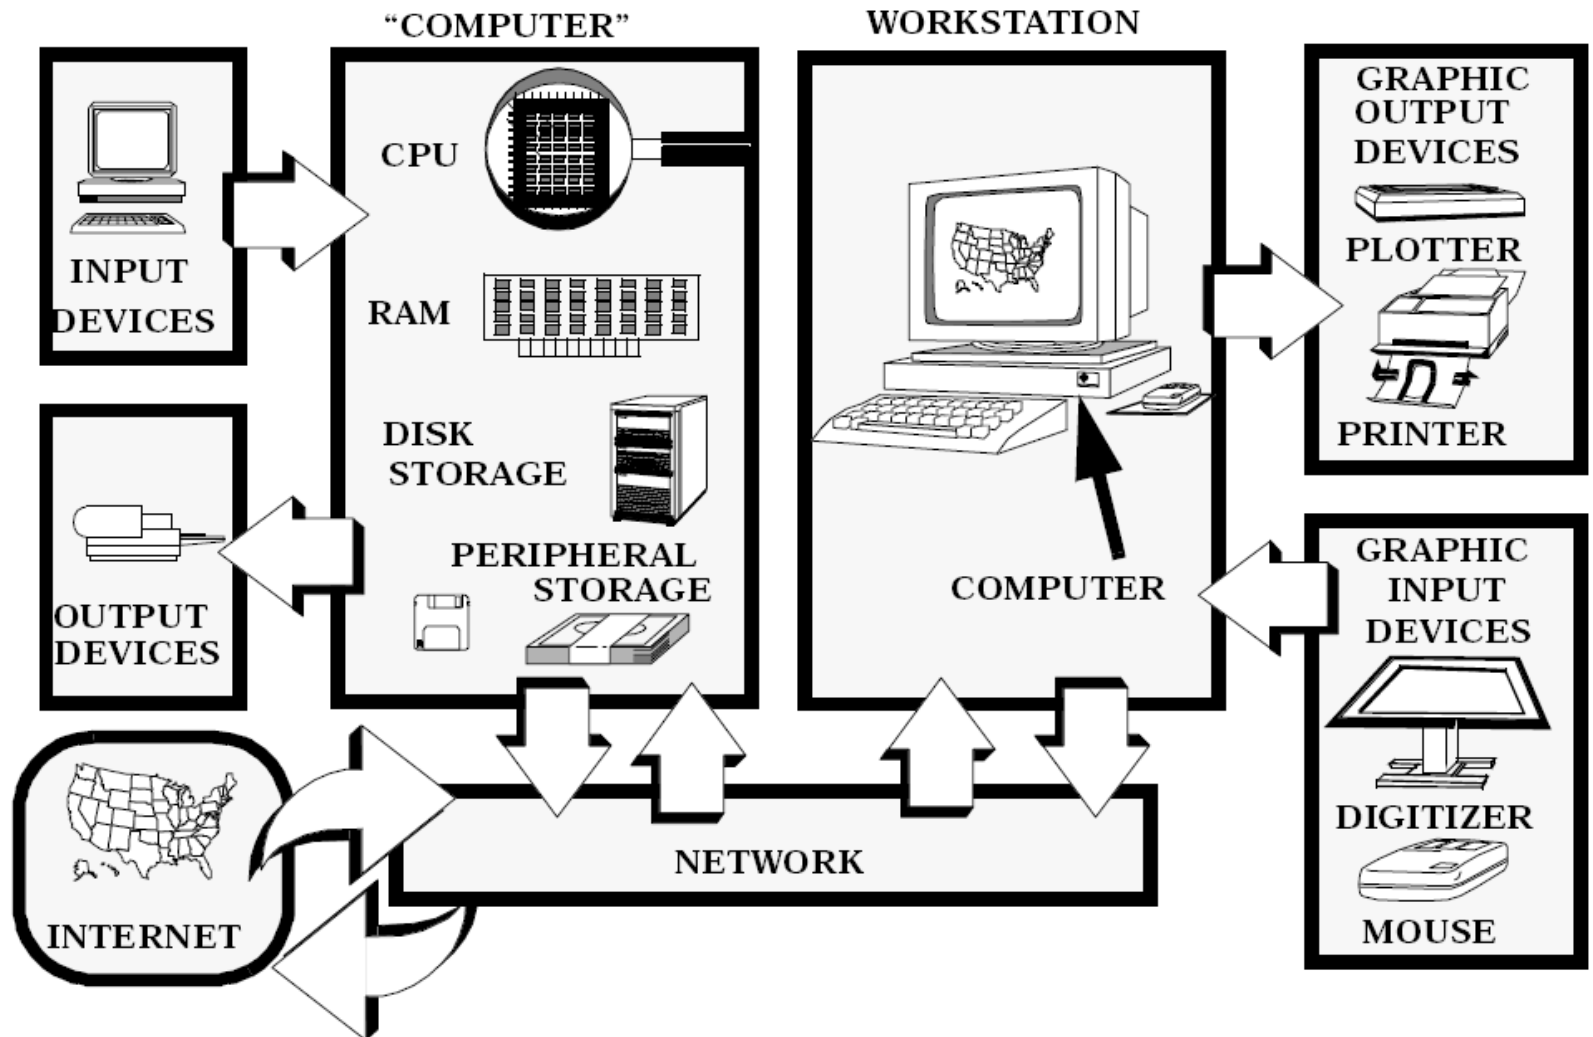 “COMPUTER”
WORKSTATION
INPUT
DEVICES
CPU
RAM
DISK
STORAGE
PERIPHERAL
STORAGE
OUTPUT
DEVICES
COMPUTER
GRAPHIC
OUTPUT
DEVICES
PLOTTER
PRINTER
GRAPHIC
INPUT
DEVICES
DIGITIZER
MOUSE
INTERNET
NETWORK